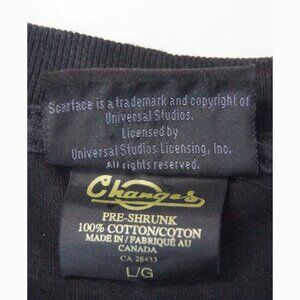 Scarface is a trademark and copyright of
Universal Studios.
Licensed by
Universal Studios Licensing, Inc.
All rights reserved.
Changes
PRE-SHRUNK
100% COTTON/COTON
MADE IN / FABRIQUÉ AU
CANADA
CA 28433
L/G